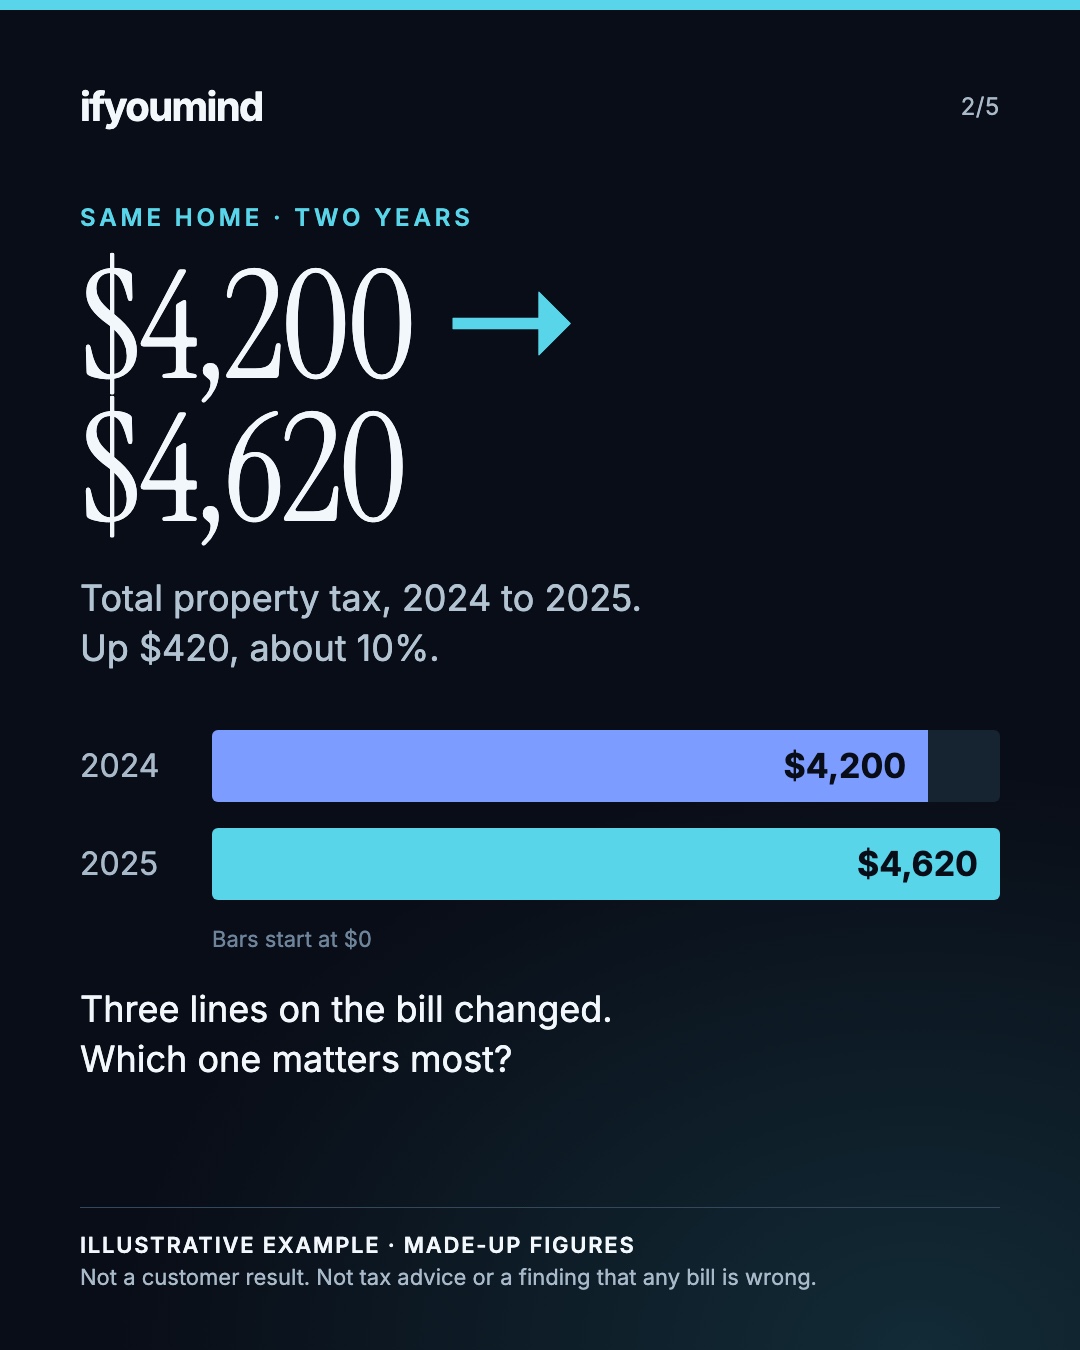 ifyoumind
2/5
SAME HOME · TWO YEARS
$4,200 →
$4,620
Total property tax, 2024 to 2025.
Up $420, about 10%.
2024 $4,200
2025 $4,620
Bars start at $0
Three lines on the bill changed.
Which one matters most?
ILLUSTRATIVE EXAMPLE · MADE-UP FIGURES
Not a customer result. Not tax advice or a finding that any bill is wrong.